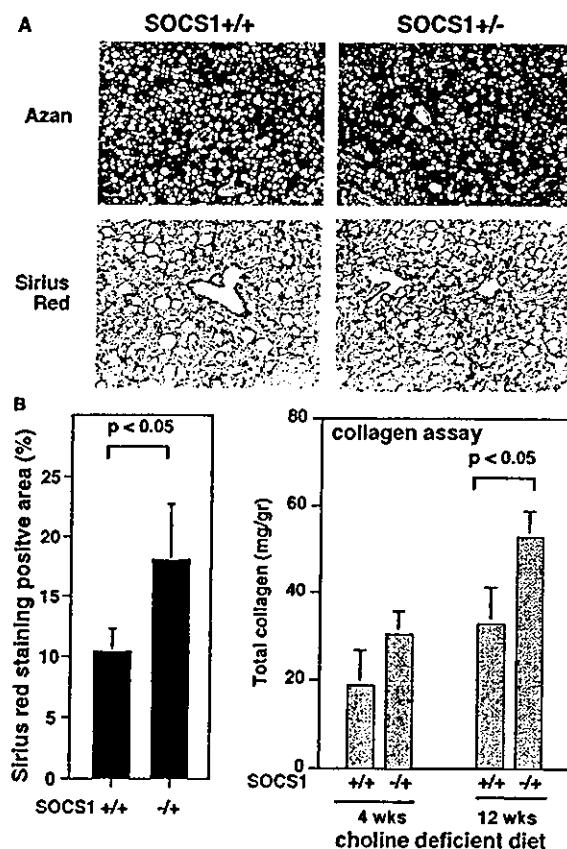 A
SOCS1+/+ SOCS1+/-
Azan
Sirius
Red
B
p < 0.05
Sirius red staining positve area (%)
25
20
15
10
5
0
SOCS1 +/+ -/+
collagen assay
p < 0.05
Total collagen (mg/gr)
80
60
40
20
0
SOCS1 +/+ -/+ +/+ -/+
4 wks 12 wks
choline deficient diet